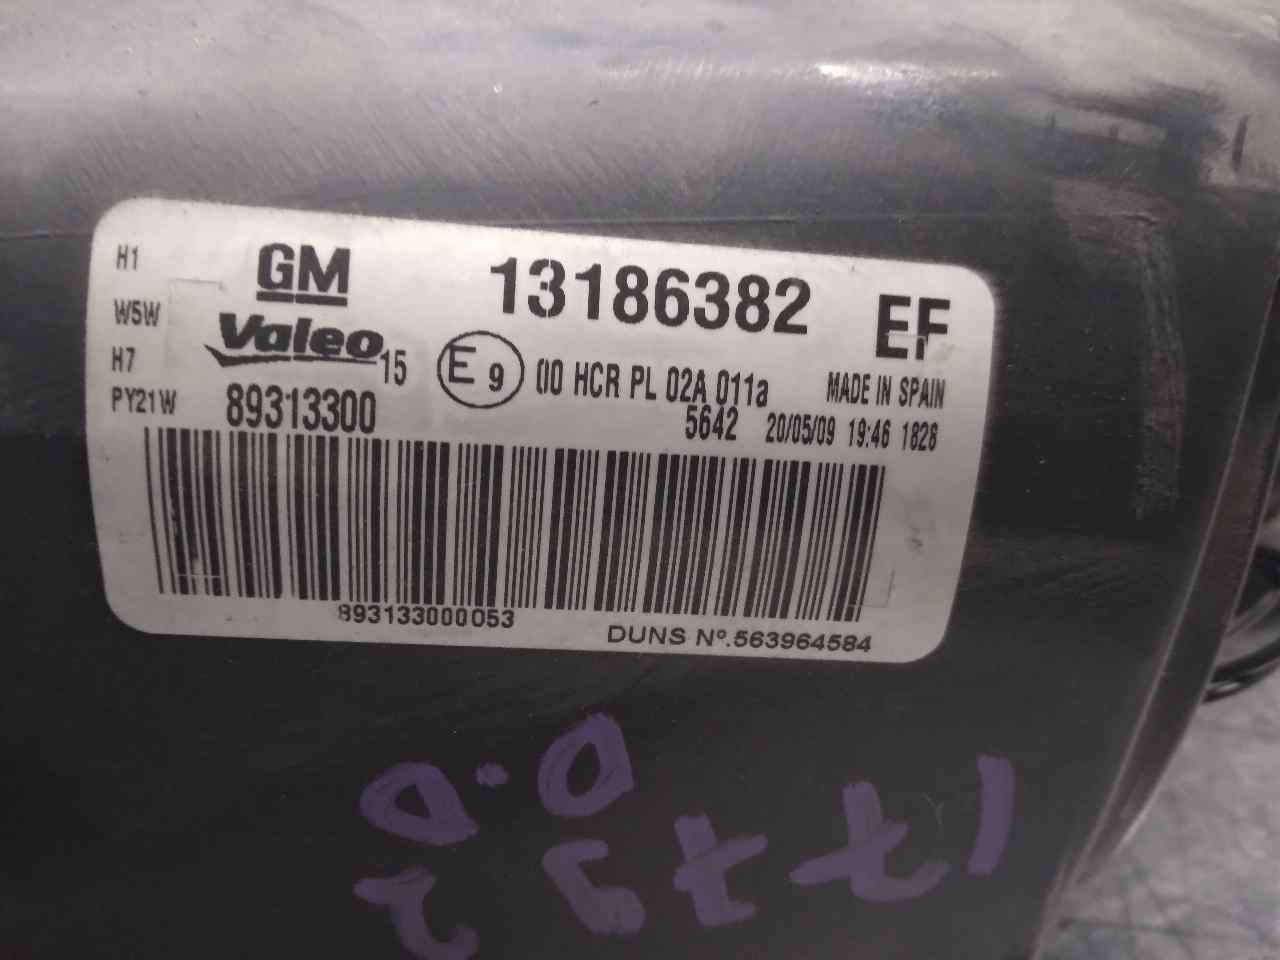 H1
W5W
H7
PY21W
GM
Valeo 15
89313300
13186382 EF
E 9 00 HCR PL 02A 011a MADE IN SPAIN
5642 20/05/09 19:46 1828
893133000053
DUNS Nº.563964584